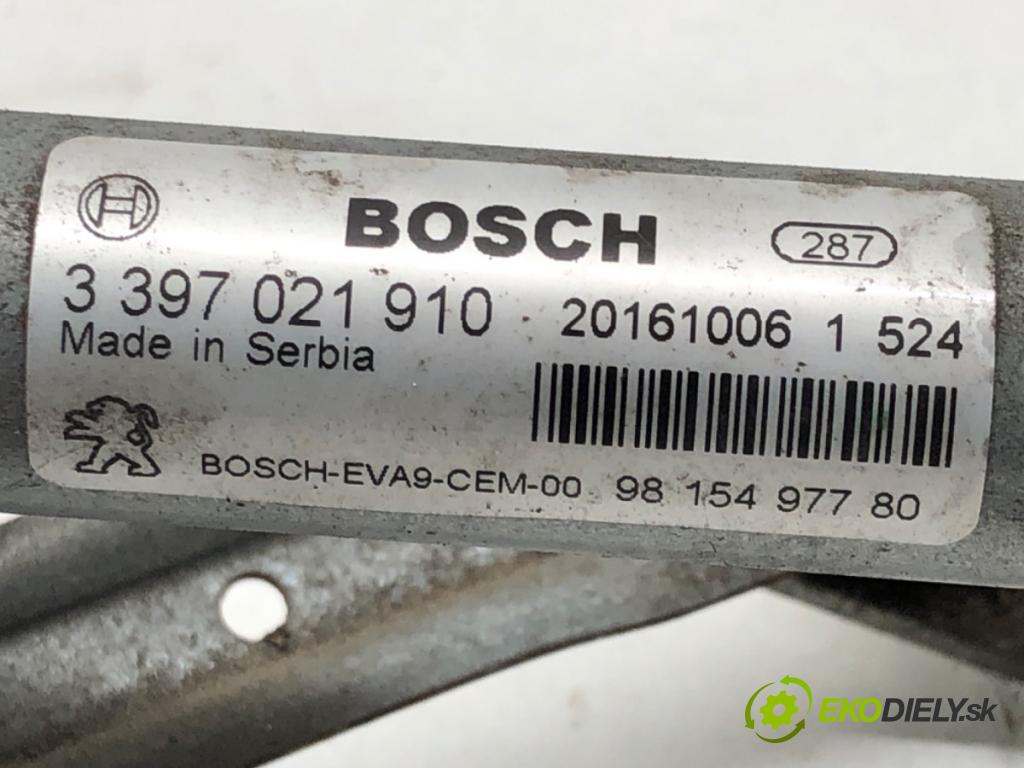 BOSCH 287
3 397 021 910 20161006 1 524
Made in Serbia
BOSCH-EVA9-CEM-00 98 154 977 80
EKODIELY.sk